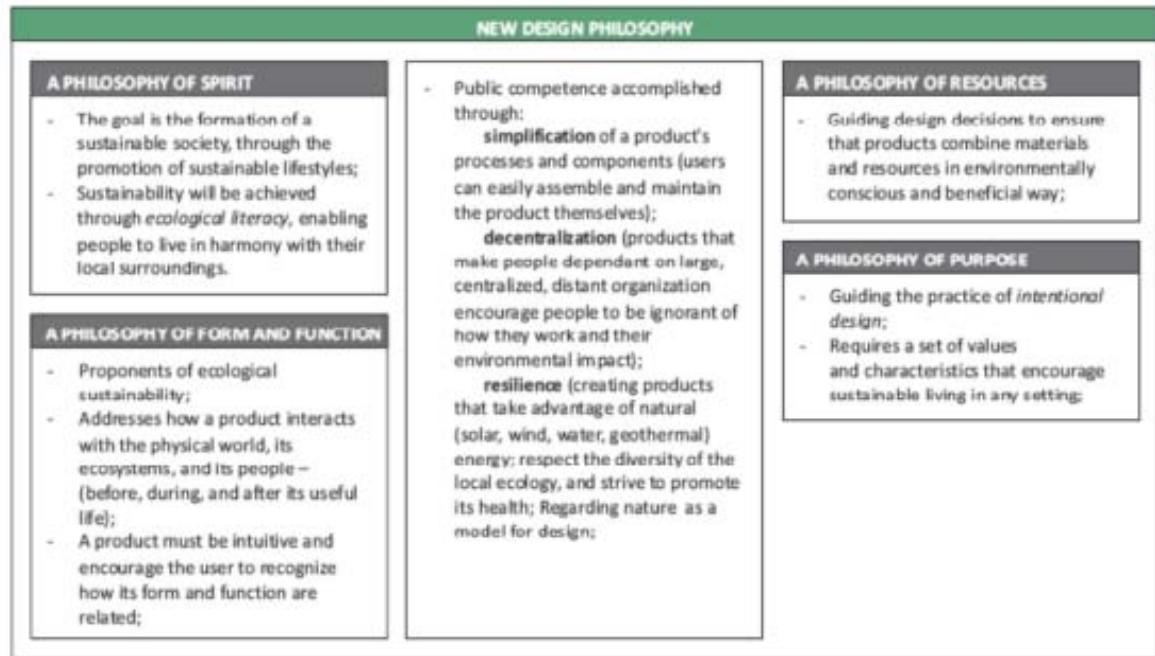 NEW DESIGN PHILOSOPHY
A PHILOSOPHY OF SPIRIT
- The goal is the formation of a
sustainable society, through the
promotion of sustainable lifestyles;
- Sustainability will be achieved
through ecological literacy, enabling
people to live in harmony with their
local surroundings.
A PHILOSOPHY OF FORM AND FUNCTION
- Proponents of ecological
sustainability;
- Addresses how a product interacts
with the physical world, its
ecosystems, and its people –
(before, during, and after its useful
life);
- A product must be intuitive and
encourage the user to recognize
how its form and function are
related;
- Public competence accomplished
through:
simplification of a product's
processes and components (users
can easily assemble and maintain
the product themselves);
decentralization (products that
make people dependant on large,
centralized, distant organization
encourage people to be ignorant of
how they work and their
environmental impact);
resilience (creating products
that take advantage of natural
(solar, wind, water, geothermal)
energy; respect the diversity of the
local ecology, and strive to promote
its health; Regarding nature as a
model for design;
A PHILOSOPHY OF RESOURCES
- Guiding design decisions to ensure
that products combine materials
and resources in environmentally
conscious and beneficial way;
A PHILOSOPHY OF PURPOSE
- Guiding the practice of intentional
design;
- Requires a set of values
and characteristics that encourage
sustainable living in any setting;